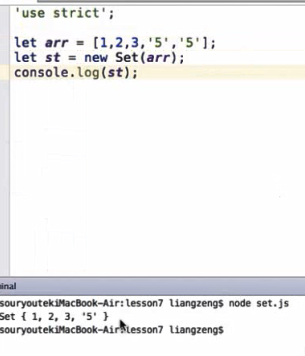 'use strict';
let arr = [1,2,3,'5','5'];
let st = new Set(arr);
console.log(st);
inal
souryoutekiMacBook-Air:lesson7 liangzeng$ node set.js
Set { 1, 2, 3, '5' }
souryoutekiMacBook-Air:lesson7 liangzeng$